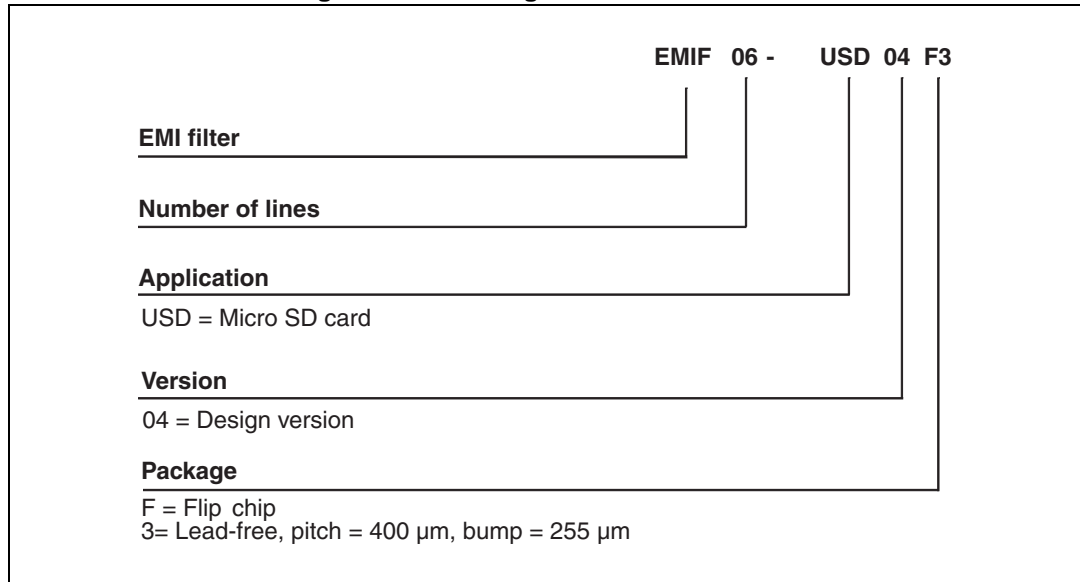 EMIF 06 - USD 04 F3
EMI filter
Number of lines
Application
USD = Micro SD card
Version
04 = Design version
Package
F = Flip chip
3= Lead-free, pitch = 400 µm, bump = 255 µm